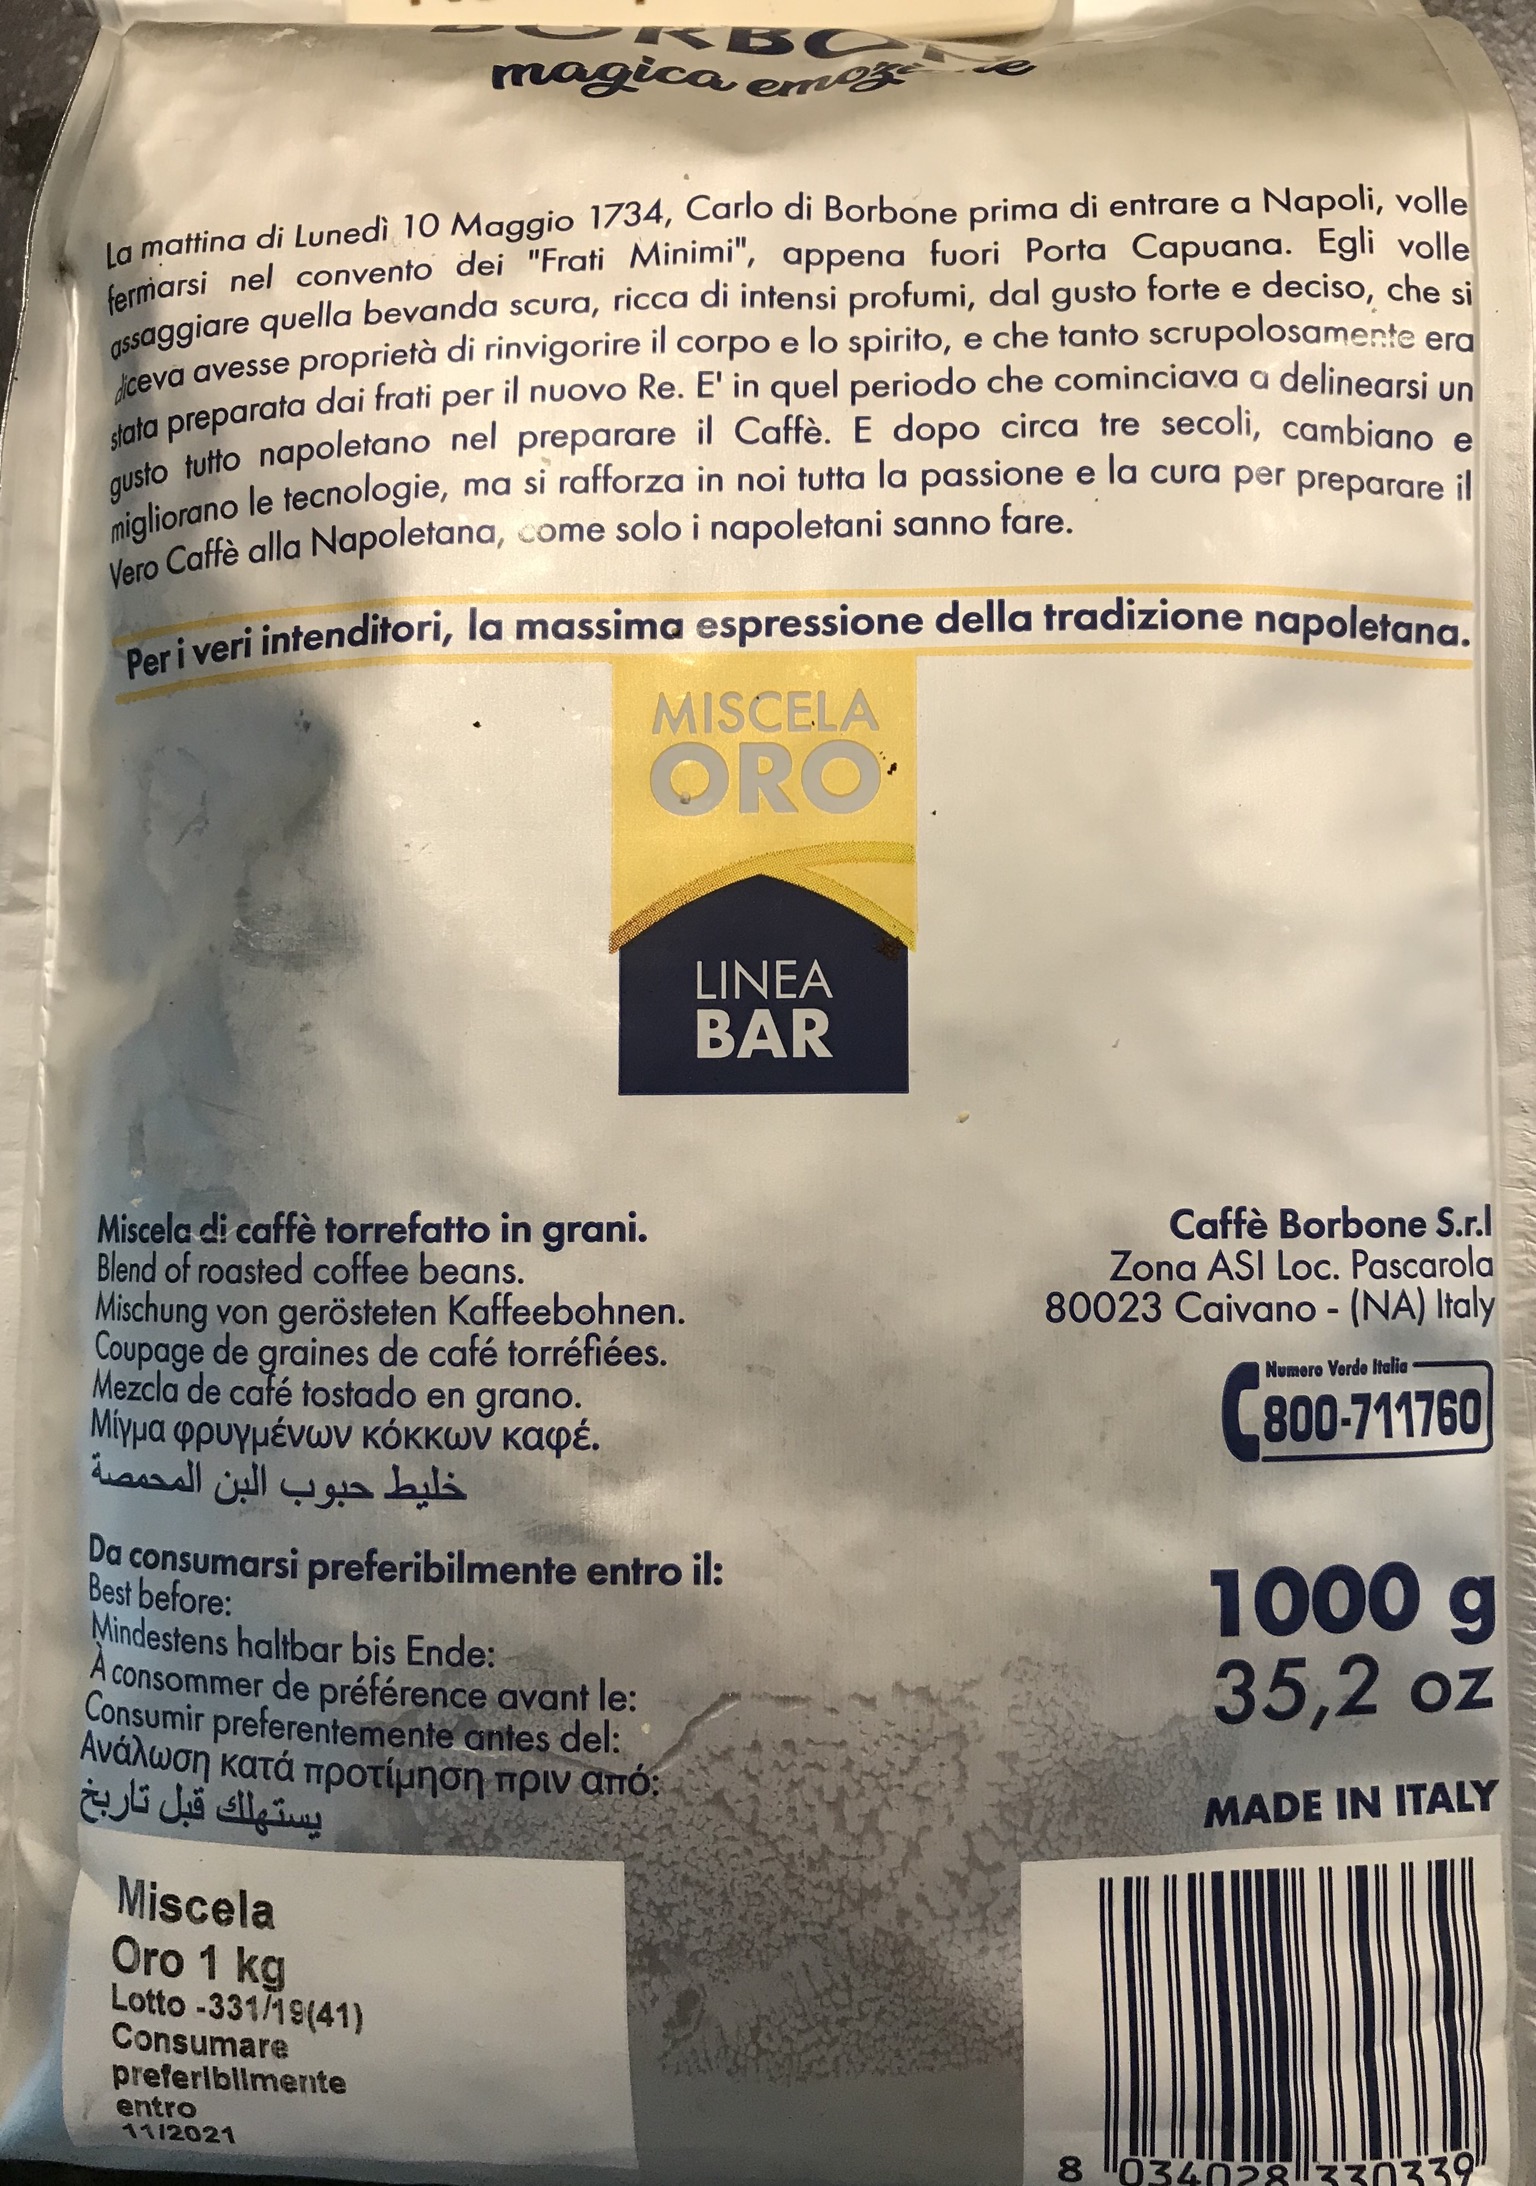 BORBONE
magica emozione
La mattina di Lunedì 10 Maggio 1734, Carlo di Borbone prima di entrare a Napoli, volle
fermarsi nel convento dei "Frati Minimi", appena fuori Porta Capuana. Egli volle
assaggiare quella bevanda scura, ricca di intensi profumi, dal gusto forte e deciso, che si
diceva avesse proprietà di rinvigorire il corpo e lo spirito, e che tanto scrupolosamente era
stata preparata dai frati per il nuovo Re. E' in quel periodo che cominciava a delinearsi un
gusto tutto napoletano nel preparare il Caffè. E dopo circa tre secoli, cambiano e
migliorano le tecnologie, ma si rafforza in noi tutta la passione e la cura per preparare il
Vero Caffè alla Napoletana, come solo i napoletani sanno fare.
Per i veri intenditori, la massima espressione della tradizione napoletana.
MISCELA
ORO
LINEA
BAR
Miscela di caffè torrefatto in grani.
Blend of roasted coffee beans.
Mischung von gerösteten Kaffeebohnen.
Coupage de graines de café torréfiées.
Mezcla de café tostado en grano.
Μίγμα φρυγμένων κόκκων καφέ.
خليط حبوب البن المحمصة
Caffè Borbone S.r.l
Zona ASI Loc. Pascarola
80023 Caivano - (NA) Italy
Numero Verde Italia
800-711760
Da consumarsi preferibilmente entro il:
Best before:
Mindestens haltbar bis Ende:
À consommer de préférence avant le:
Consumir preferentemente antes del:
Ανάλωση κατά προτίμηση πριν από:
يستهلك قبل تاريخ
1000 g
35,2 oz
MADE IN ITALY
Miscela
Oro 1 kg
Lotto -331/19(41)
Consumare
preferibilmente
entro
11/2021
8 034028 330339